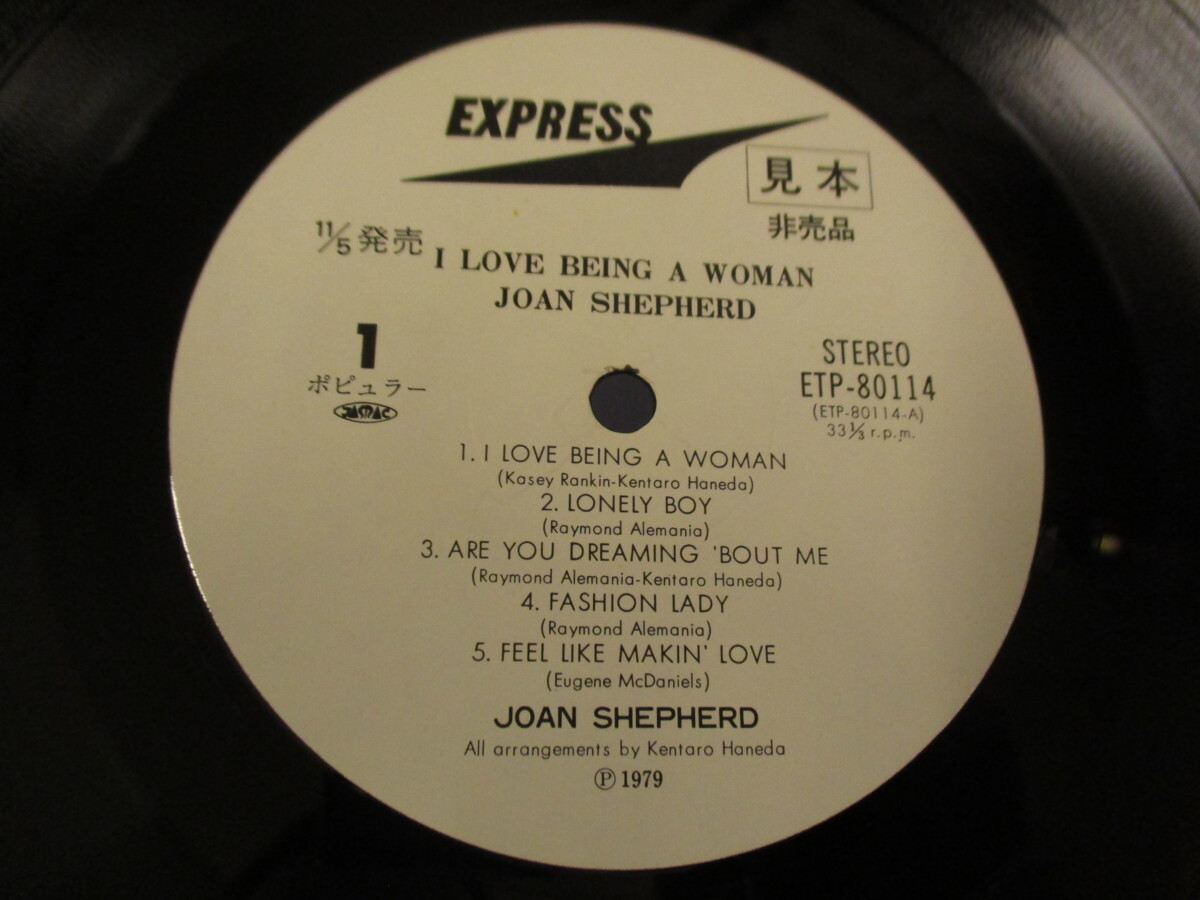 EXPRESS
見本
非売品
11/5 発売
I LOVE BEING A WOMAN
JOAN SHEPHERD
1
ポピュラー
JASRAC
STEREO
ETP-80114
(ETP-80114-A)
33⅓ r.p.m.
1. I LOVE BEING A WOMAN
(Kasey Rankin-Kentaro Haneda)
2. LONELY BOY
(Raymond Alemania)
3. ARE YOU DREAMING 'BOUT ME
(Raymond Alemania-Kentaro Haneda)
4. FASHION LADY
(Raymond Alemania)
5. FEEL LIKE MAKIN' LOVE
(Eugene McDaniels)
JOAN SHEPHERD
All arrangements by Kentaro Haneda
℗ 1979